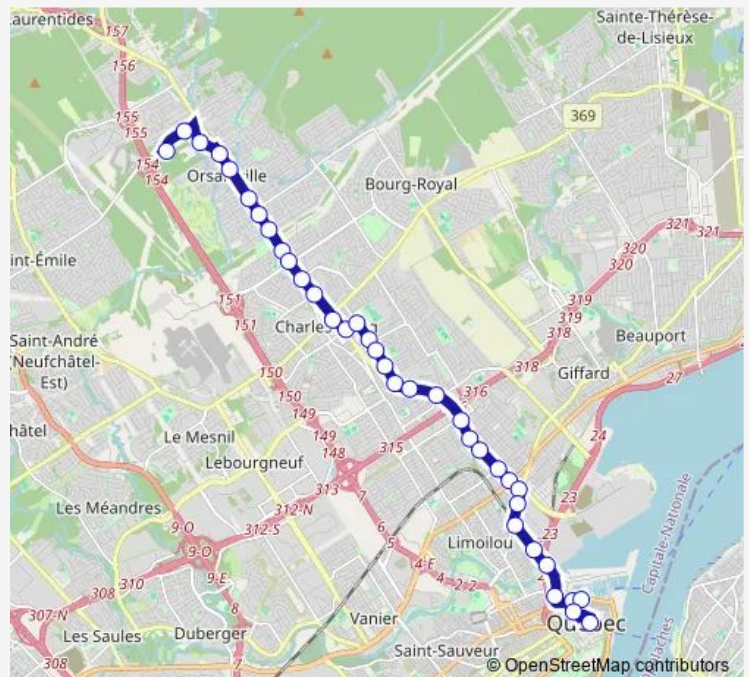 Laurentides
157
156
Sainte-Thérèse-
de-Lisieux
369
155
155
154
154
Bourg-Royal
321
321
320
320
int-Émile
319
319
318
318
151
151
Saint-André
(Neufchâtel-
Est)
Beauport
Giffard
27
150
150
316
149
149
Le Mesnil
148
315
24
hâtel
Lebourgneuf
313
312-N
7
Les Méandres
23
6
9-O
312-S
5
Limoilou
23
9-O
4-E
310
9-E
4
2
2
308
Capitale-Nationale
307-N
8
Vanier
Les Saules
Duberger
Québec
308
7
Saint-Sauveur
© OpenStreetMap contributors